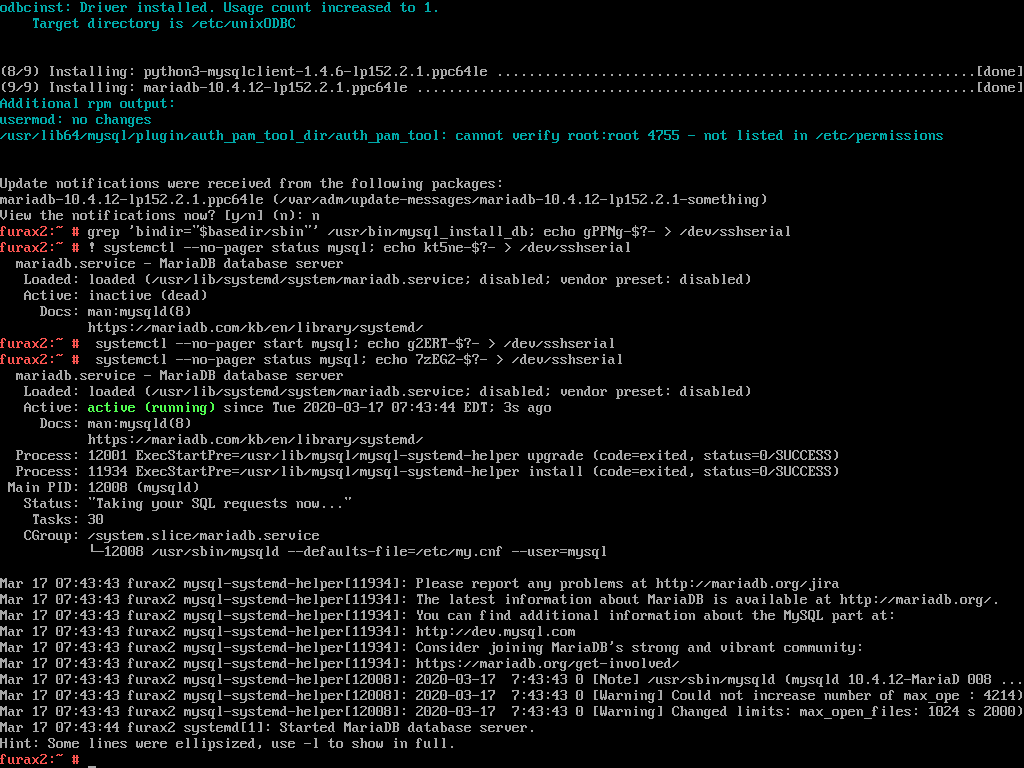 odbcinst: Driver installed. Usage count increased to 1.
    Target directory is /etc/unixODBC
(8/9) Installing: python3-mysqlclient-1.4.6-lp152.2.1.ppc64le ............................................................[done]
(9/9) Installing: mariadb-10.4.12-lp152.2.1.ppc64le ......................................................................[done]
Additional rpm output:
usermod: no changes
/usr/lib64/mysql/plugin/auth_pam_tool_dir/auth_pam_tool: cannot verify root:root 4755 - not listed in /etc/permissions
Update notifications were received from the following packages:
mariadb-10.4.12-lp152.2.1.ppc64le (/var/adm/update-messages/mariadb-10.4.12-lp152.2.1-something)
View the notifications now? [y/n] (n): n
furax2:~ # grep 'bindir="$basedir/sbin"' /usr/bin/mysql_install_db; echo gPPNg-$?- > /dev/sshserial
furax2:~ # ! systemctl --no-pager status mysql; echo kt5ne-$?- > /dev/sshserial
  mariadb.service - MariaDB database server
   Loaded: loaded (/usr/lib/systemd/system/mariadb.service; disabled; vendor preset: disabled)
   Active: inactive (dead)
     Docs: man:mysqld(8)
           https://mariadb.com/kb/en/library/systemd/
furax2:~ #  systemctl --no-pager start mysql; echo g2ERT-$?- > /dev/sshserial
furax2:~ #  systemctl --no-pager status mysql; echo 7zEG2-$?- > /dev/sshserial
  mariadb.service - MariaDB database server
   Loaded: loaded (/usr/lib/systemd/system/mariadb.service; disabled; vendor preset: disabled)
   Active: active (running) since Tue 2020-03-17 07:43:44 EDT; 3s ago
     Docs: man:mysqld(8)
           https://mariadb.com/kb/en/library/systemd/
  Process: 12001 ExecStartPre=/usr/lib/mysql/mysql-systemd-helper upgrade (code=exited, status=0/SUCCESS)
  Process: 11934 ExecStartPre=/usr/lib/mysql/mysql-systemd-helper install (code=exited, status=0/SUCCESS)
 Main PID: 12008 (mysqld)
   Status: "Taking your SQL requests now..."
    Tasks: 30
   CGroup: /system.slice/mariadb.service
           └─12008 /usr/sbin/mysqld --defaults-file=/etc/my.cnf --user=mysql
Mar 17 07:43:43 furax2 mysql-systemd-helper[11934]: Please report any problems at http://mariadb.org/jira
Mar 17 07:43:43 furax2 mysql-systemd-helper[11934]: The latest information about MariaDB is available at http://mariadb.org/.
Mar 17 07:43:43 furax2 mysql-systemd-helper[11934]: You can find additional information about the MySQL part at:
Mar 17 07:43:43 furax2 mysql-systemd-helper[11934]: http://dev.mysql.com
Mar 17 07:43:43 furax2 mysql-systemd-helper[11934]: Consider joining MariaDB's strong and vibrant community:
Mar 17 07:43:43 furax2 mysql-systemd-helper[11934]: https://mariadb.org/get-involved/
Mar 17 07:43:43 furax2 mysql-systemd-helper[12008]: 2020-03-17  7:43:43 0 [Note] /usr/sbin/mysqld (mysqld 10.4.12-MariaD 008 ...
Mar 17 07:43:43 furax2 mysql-systemd-helper[12008]: 2020-03-17  7:43:43 0 [Warning] Could not increase number of max_ope : 4214)
Mar 17 07:43:43 furax2 mysql-systemd-helper[12008]: 2020-03-17  7:43:43 0 [Warning] Changed limits: max_open_files: 1024 s 2000)
Mar 17 07:43:44 furax2 systemd[1]: Started MariaDB database server.
Hint: Some lines were ellipsized, use -l to show in full.
furax2:~ # _